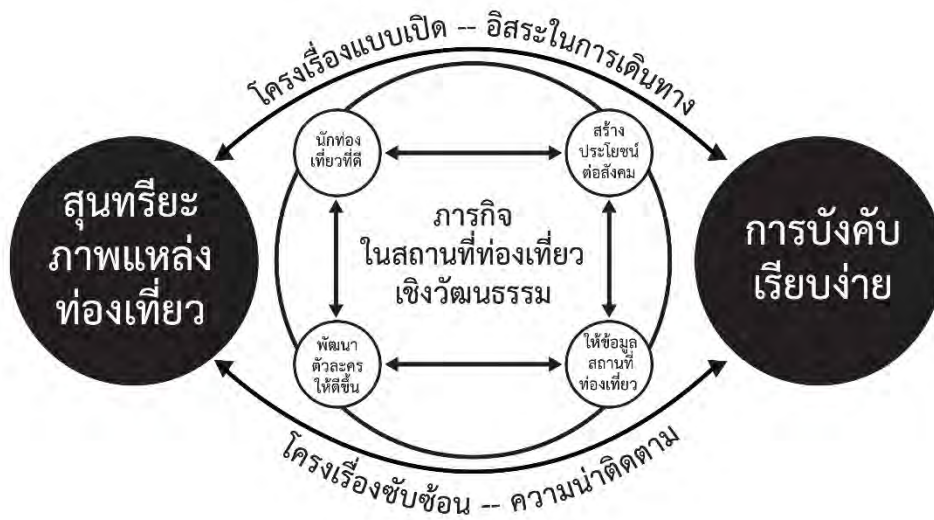 โครงเรื่องแบบเปิด -- อิสระในการเดินทาง
นักท่อง
เที่ยวที่ดี
สร้าง
ประโยชน์
ต่อสังคม
สุนทรียะ
ภาพแหล่ง
ท่องเที่ยว
ภารกิจ
ในสถานที่ท่องเที่ยว
เชิงวัฒนธรรม
การบังคับ
เรียบง่าย
พัฒนา
ตัวละคร
ให้ดีขึ้น
ให้ข้อมูล
สถานที่
ท่องเที่ยว
โครงเรื่องซับซ้อน -- ความน่าติดตาม